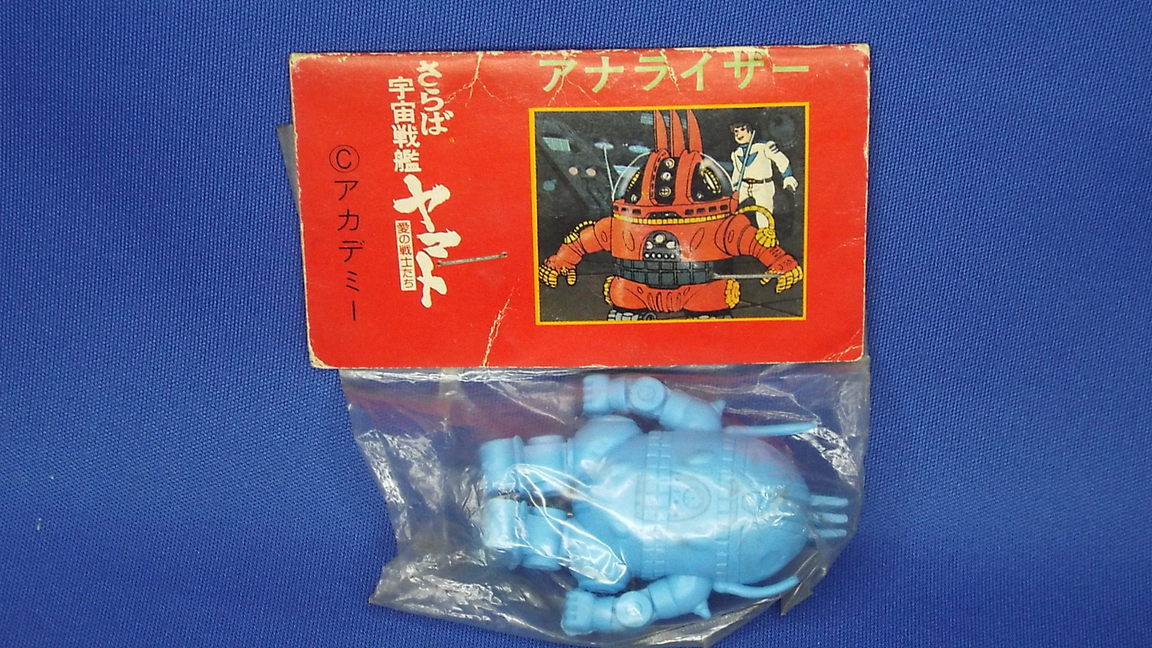 アナライザー
さらば
宇宙戦艦
ヤマト
愛の戦士たち
©アカデミー